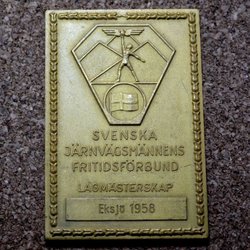 SVENSKA
JÄRNVÄGSMÄNNENS
FRITIDSFÖRBUND
LAGMÄSTERSKAP
Eksjö 1958